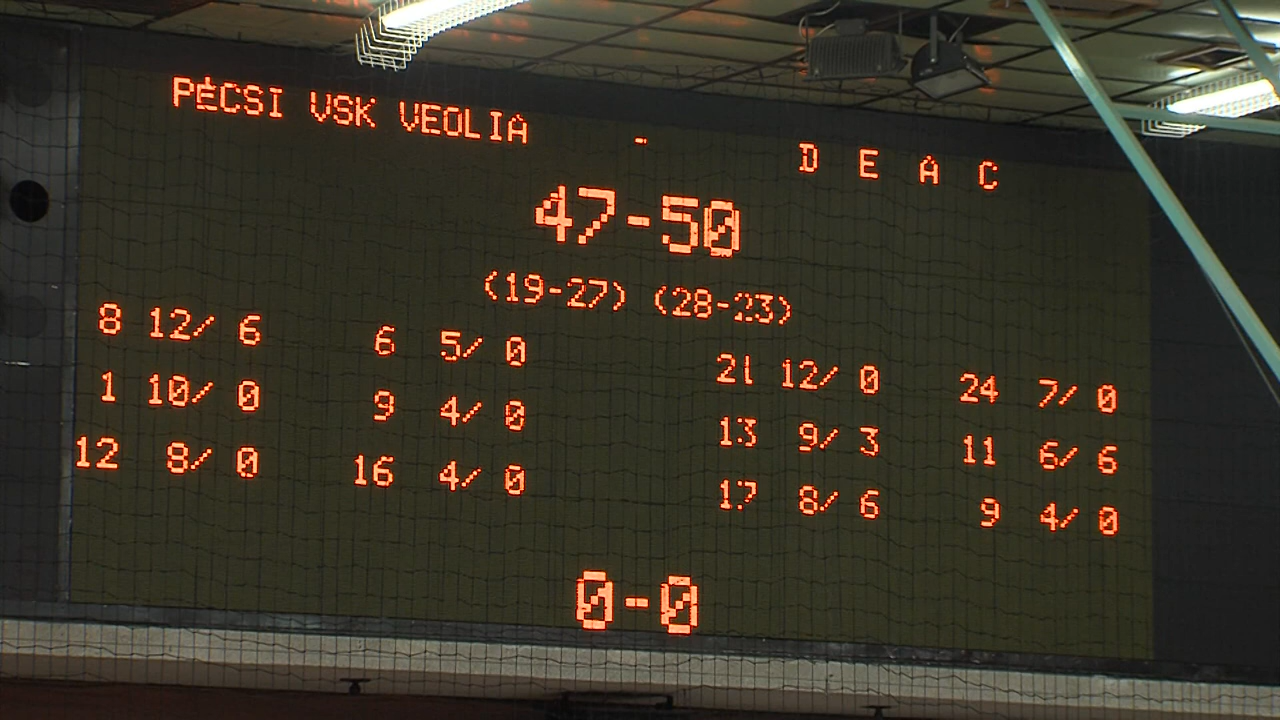 PÉCSI VSK VEOLIA - D E A C
47-50
(19-27) (28-23)
8 12/ 6 6 5/ 0 21 12/ 0 24 7/ 0
1 10/ 0 9 4/ 0 13 9/ 3 11 6/ 6
12 8/ 0 16 4/ 0 17 8/ 6 9 4/ 0
0-0